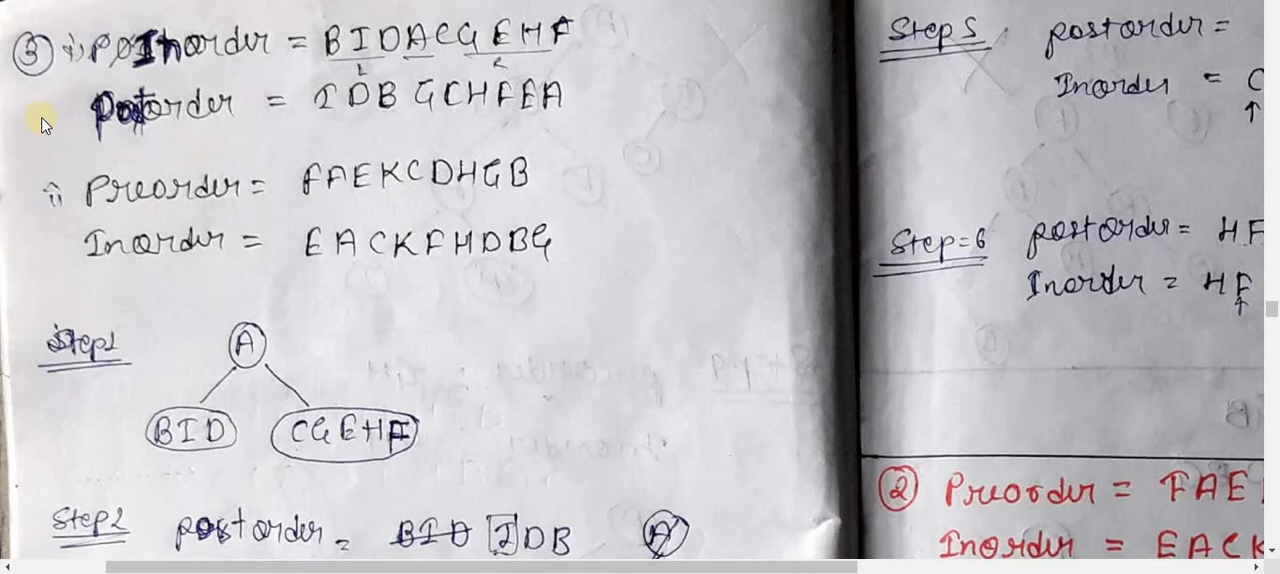 ③ i) Inorder = BIDACGEHF
L R
Postorder = IDBGCHFEA
ii Preorder = FAEKCDHGB
Inorder = EACKFHDBG
Step1
A
BID CGEHF
Step2 postorder = BID IDB A
Step 5 postorder =
Inorder = C
Step=6 postorder = HF
Inorder = HF
② Preorder = FAE
Inorder = EACK